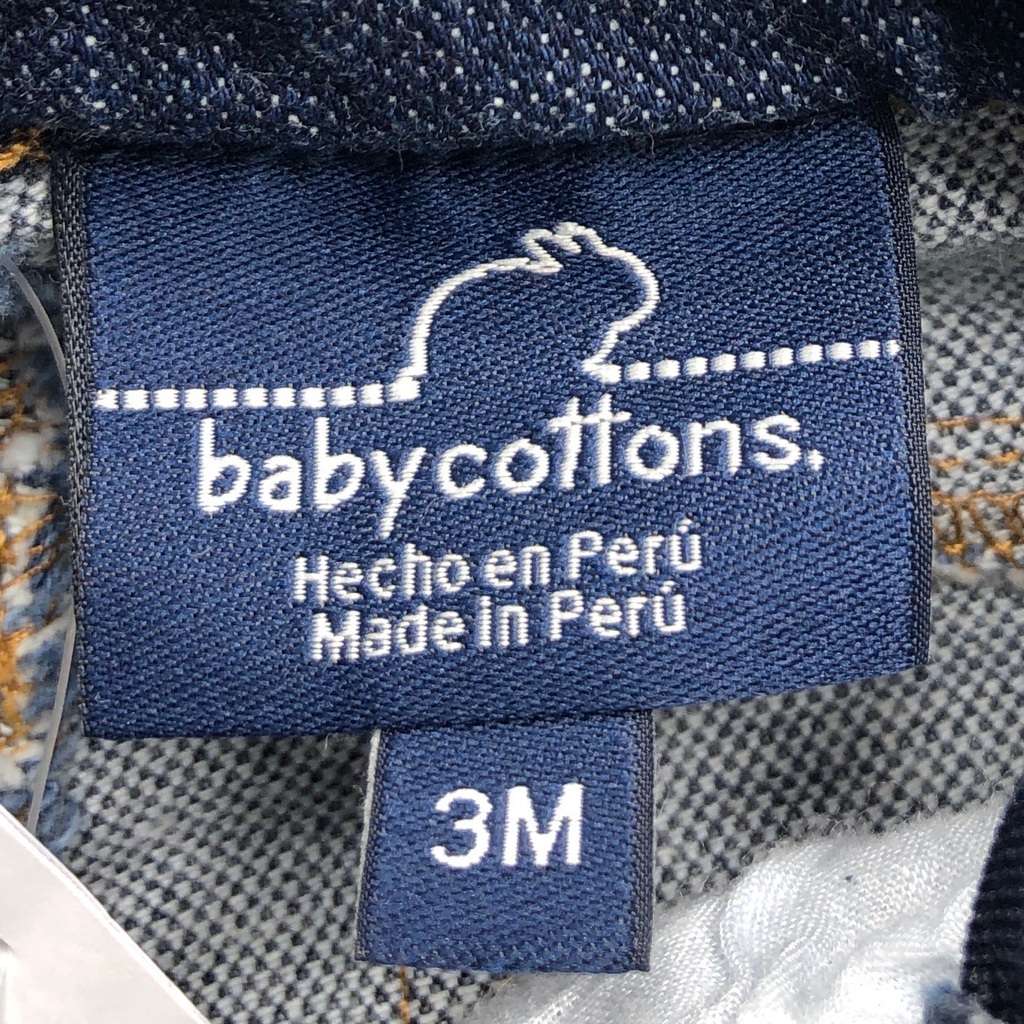 babycottons.
Hecho en Perú
Made in Perú
3M